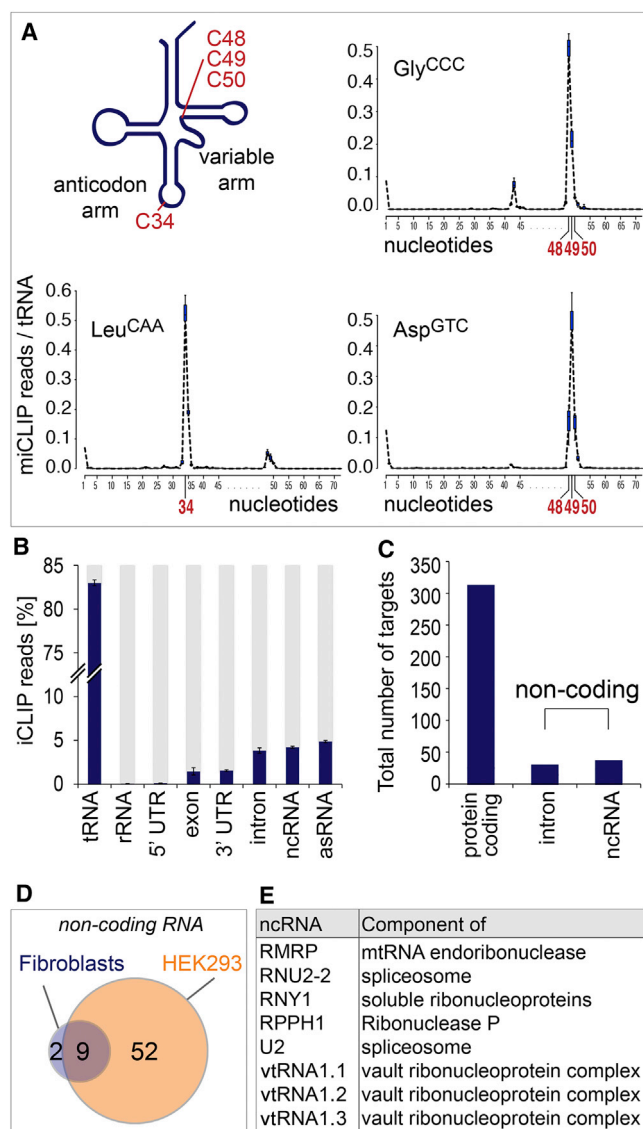 A
C48
C49
C50
variable
arm
anticodon
arm
C34
GlyCCC
0.5
0.4
0.3
0.2
0.1
0.0
1 5 10 15 20 25 30 35 40 45 . . . . . . . . 55 60 65 70
nucleotides
48 49 50
miCLIP reads / tRNA
LeuCAA
0.6
0.5
0.4
0.3
0.2
0.1
0.0
1 5 10 15 20 25 30 35 40 45 . . . . . . . . 50 55 60 65 70
34
nucleotides
AspGTC
0.6
0.5
0.4
0.3
0.2
0.1
0.0
1 5 10 15 20 25 30 35 40 45 . . . . . . . . 55 60 65 70
nucleotides
48 49 50
B
iCLIP reads [%]
85
80
75
10
5
0
tRNA
rRNA
5' UTR
exon
3' UTR
intron
ncRNA
asRNA
C
Total number of targets
350
300
250
200
150
100
50
0
non-coding
protein
coding
intron
ncRNA
D
non-coding RNA
Fibroblasts
HEK293
2 9 52
E
ncRNA Component of
RMRP mtRNA endoribonuclease
RNU2-2 spliceosome
RNY1 soluble ribonucleoproteins
RPPH1 Ribonuclease P
U2 spliceosome
vtRNA1.1 vault ribonucleoprotein complex
vtRNA1.2 vault ribonucleoprotein complex
vtRNA1.3 vault ribonucleoprotein complex